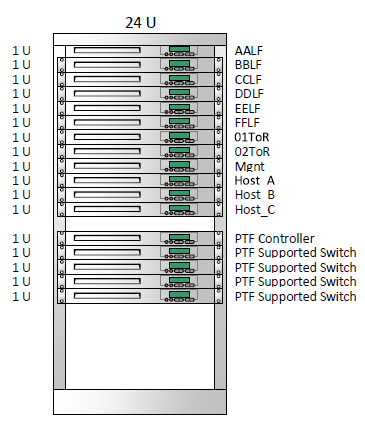 24 U
1 U AALF
1 U BBLF
1 U CCLF
1 U DDLF
1 U EELF
1 U FFLF
1 U 01ToR
1 U 02ToR
1 U Mgnt
1 U Host_A
1 U Host_B
1 U Host_C
1 U PTF Controller
1 U PTF Supported Switch
1 U PTF Supported Switch
1 U PTF Supported Switch
1 U PTF Supported Switch